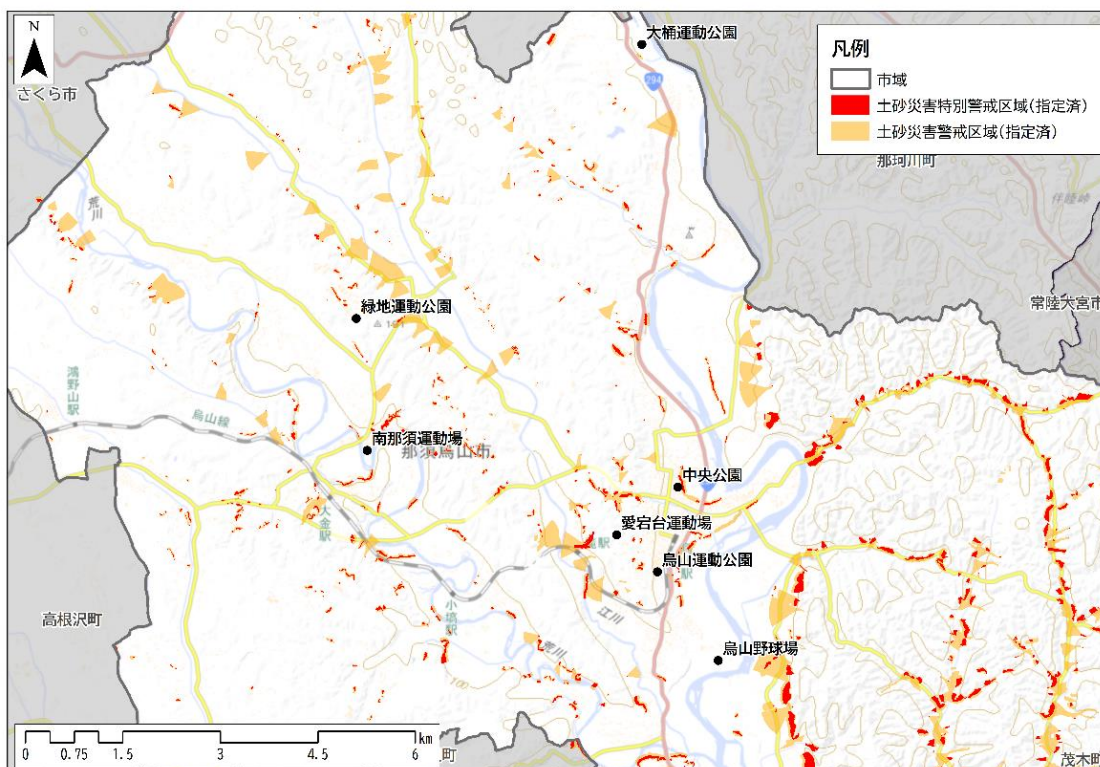 N
さくら市
大桶運動公園
294
凡例
市域
土砂災害特別警戒区域(指定済)
土砂災害警戒区域(指定済)
那珂川町
荒川
常陸大宮市
緑地運動公園
鴻野山駅
烏山線
南那須運動場
那須烏山市
大金駅
中央公園
愛宕台運動場
烏山運動公園
駅
小塙駅
江川
高根沢町
荒川
烏山野球場
100
0 0.75 1.5 3 4.5 6
km
町
茂木町